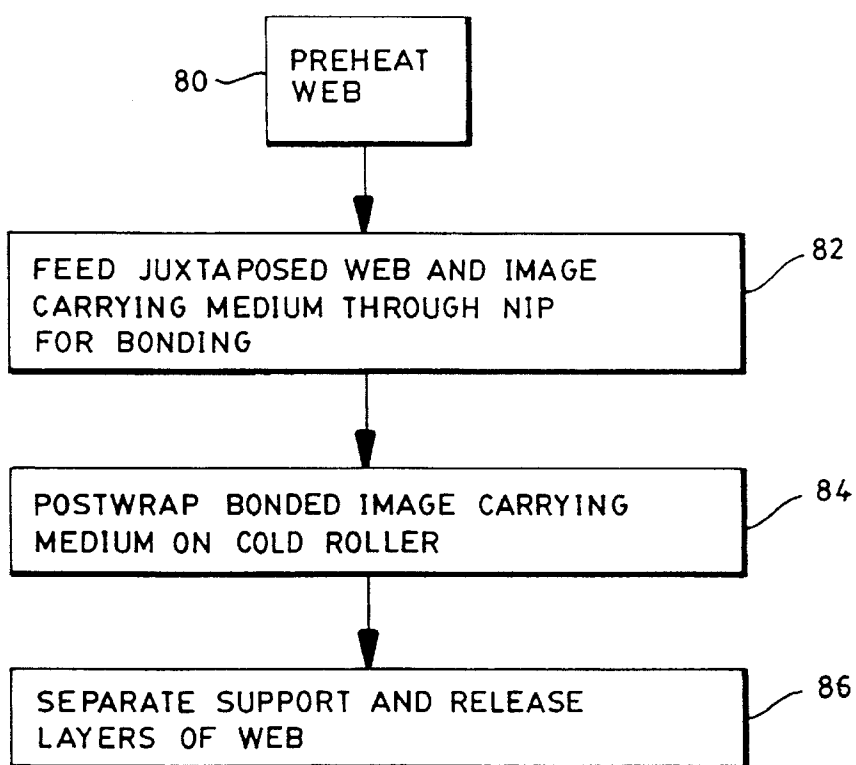 80
PREHEAT
WEB
82
FEED JUXTAPOSED WEB AND IMAGE
CARRYING MEDIUM THROUGH NIP
FOR BONDING
84
POSTWRAP BONDED IMAGE CARRYING
MEDIUM ON COLD ROLLER
86
SEPARATE SUPPORT AND RELEASE
LAYERS OF WEB